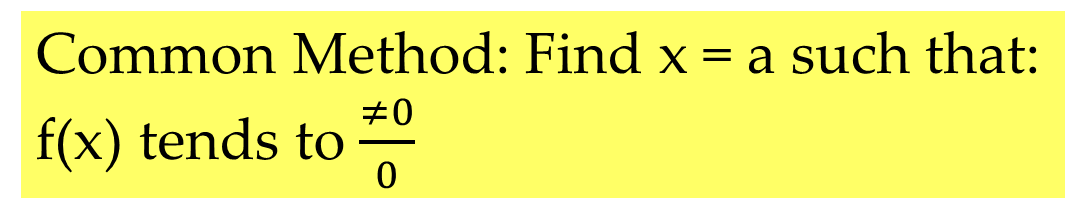 Common Method: Find x = a such that:
f(x) tends to ≠0/0